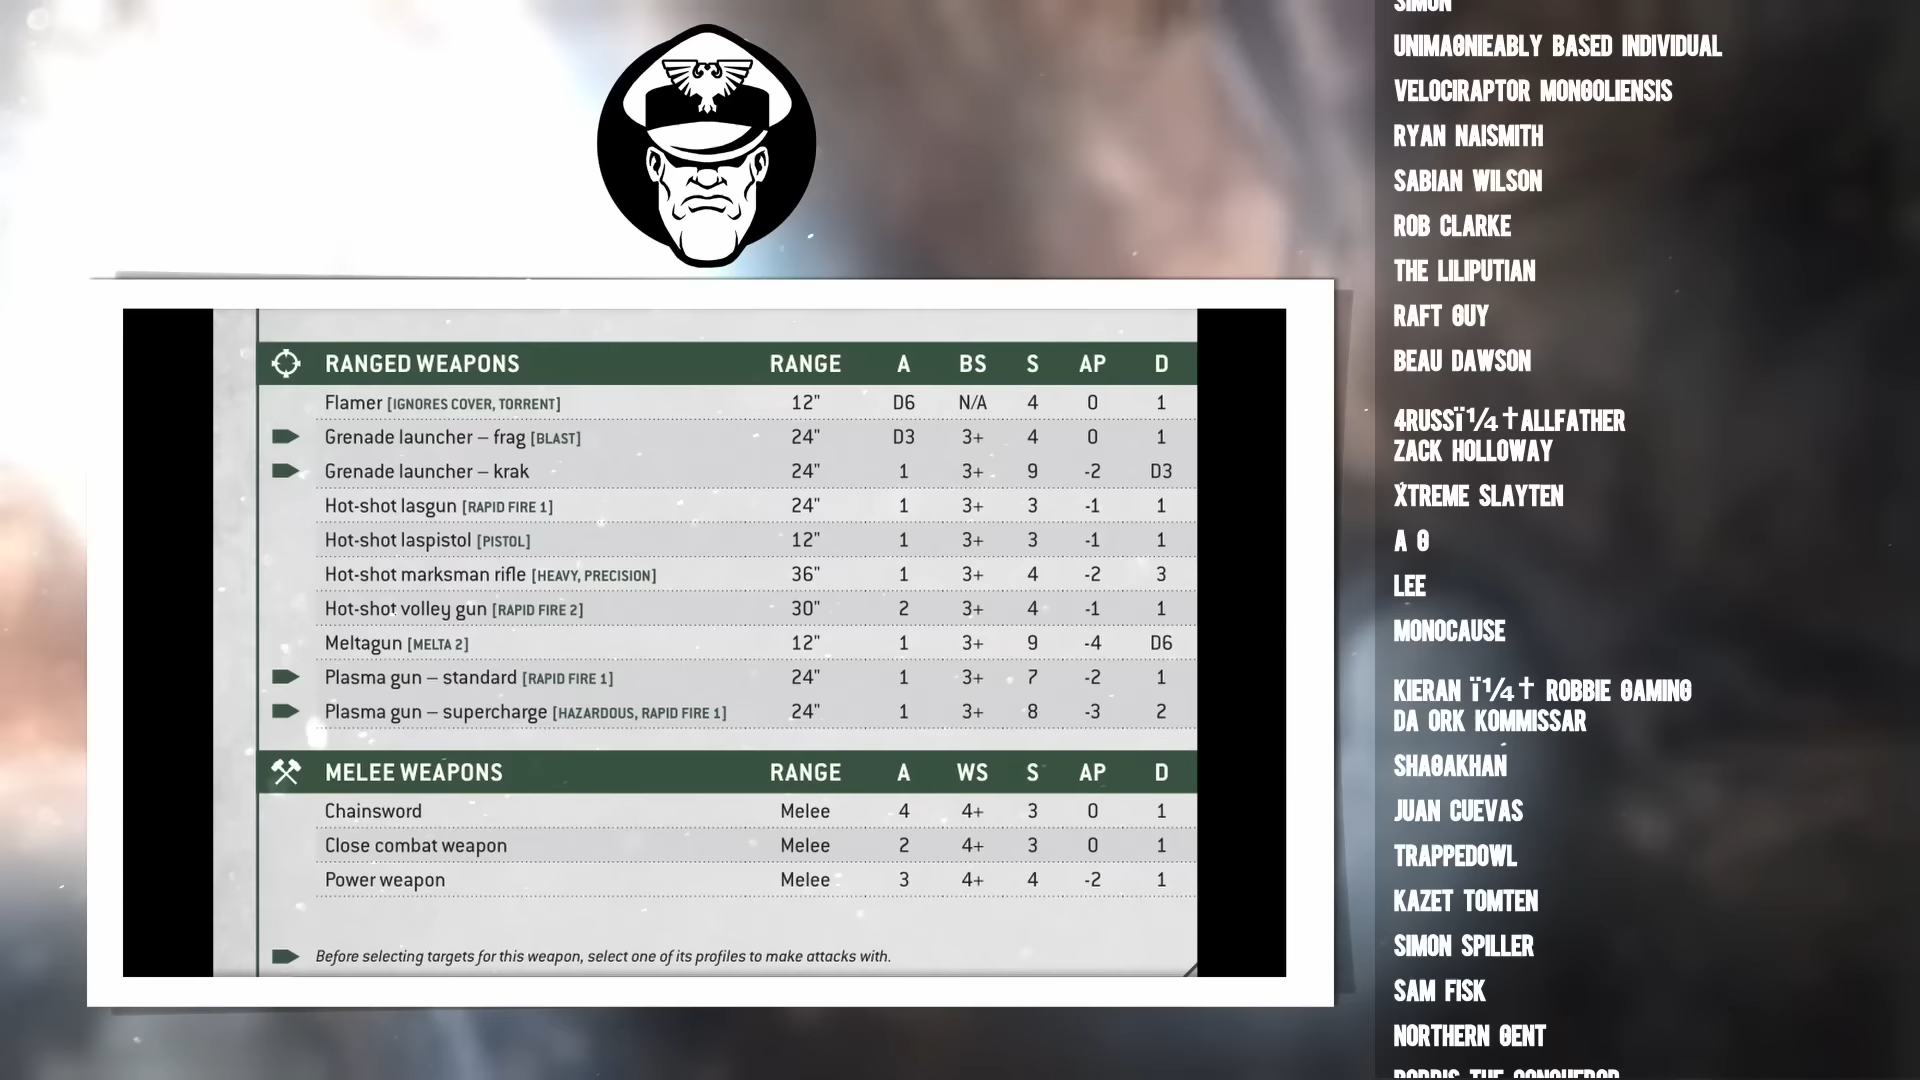 RANGED WEAPONS RANGE A BS S AP D
Flamer [IGNORES COVER, TORRENT] 12" D6 N/A 4 0 1
Grenade launcher – frag [BLAST] 24" D3 3+ 4 0 1
Grenade launcher – krak 24" 1 3+ 9 -2 D3
Hot-shot lasgun [RAPID FIRE 1] 24" 1 3+ 3 -1 1
Hot-shot laspistol [PISTOL] 12" 1 3+ 3 -1 1
Hot-shot marksman rifle [HEAVY, PRECISION] 36" 1 3+ 4 -2 3
Hot-shot volley gun [RAPID FIRE 2] 30" 2 3+ 4 -1 1
Meltagun [MELTA 2] 12" 1 3+ 9 -4 D6
Plasma gun – standard [RAPID FIRE 1] 24" 1 3+ 7 -2 1
Plasma gun – supercharge [HAZARDOUS, RAPID FIRE 1] 24" 1 3+ 8 -3 2
MELEE WEAPONS RANGE A WS S AP D
Chainsword Melee 4 4+ 3 0 1
Close combat weapon Melee 2 4+ 3 0 1
Power weapon Melee 3 4+ 4 -2 1
Before selecting targets for this weapon, select one of its profiles to make attacks with.
SIMON
UNIMAGNIEABLY BASED INDIVIDUAL
VELOCIRAPTOR MONGOLIENSIS
RYAN NAISMITH
SABIAN WILSON
ROB CLARKE
THE LILIPUTIAN
RAFT GUY
BEAU DAWSON
4RUSSï¼†ALLFATHER
ZACK HOLLOWAY
XTREME SLAYTEN
A G
LEE
MONOCAUSE
KIERAN ï¼† ROBBIE GAMING
DA ORK KOMMISSAR
SHAGAKHAN
JUAN CUEVAS
TRAPPEDOWL
KAZET TOMTEN
SIMON SPILLER
SAM FISK
NORTHERN GENT